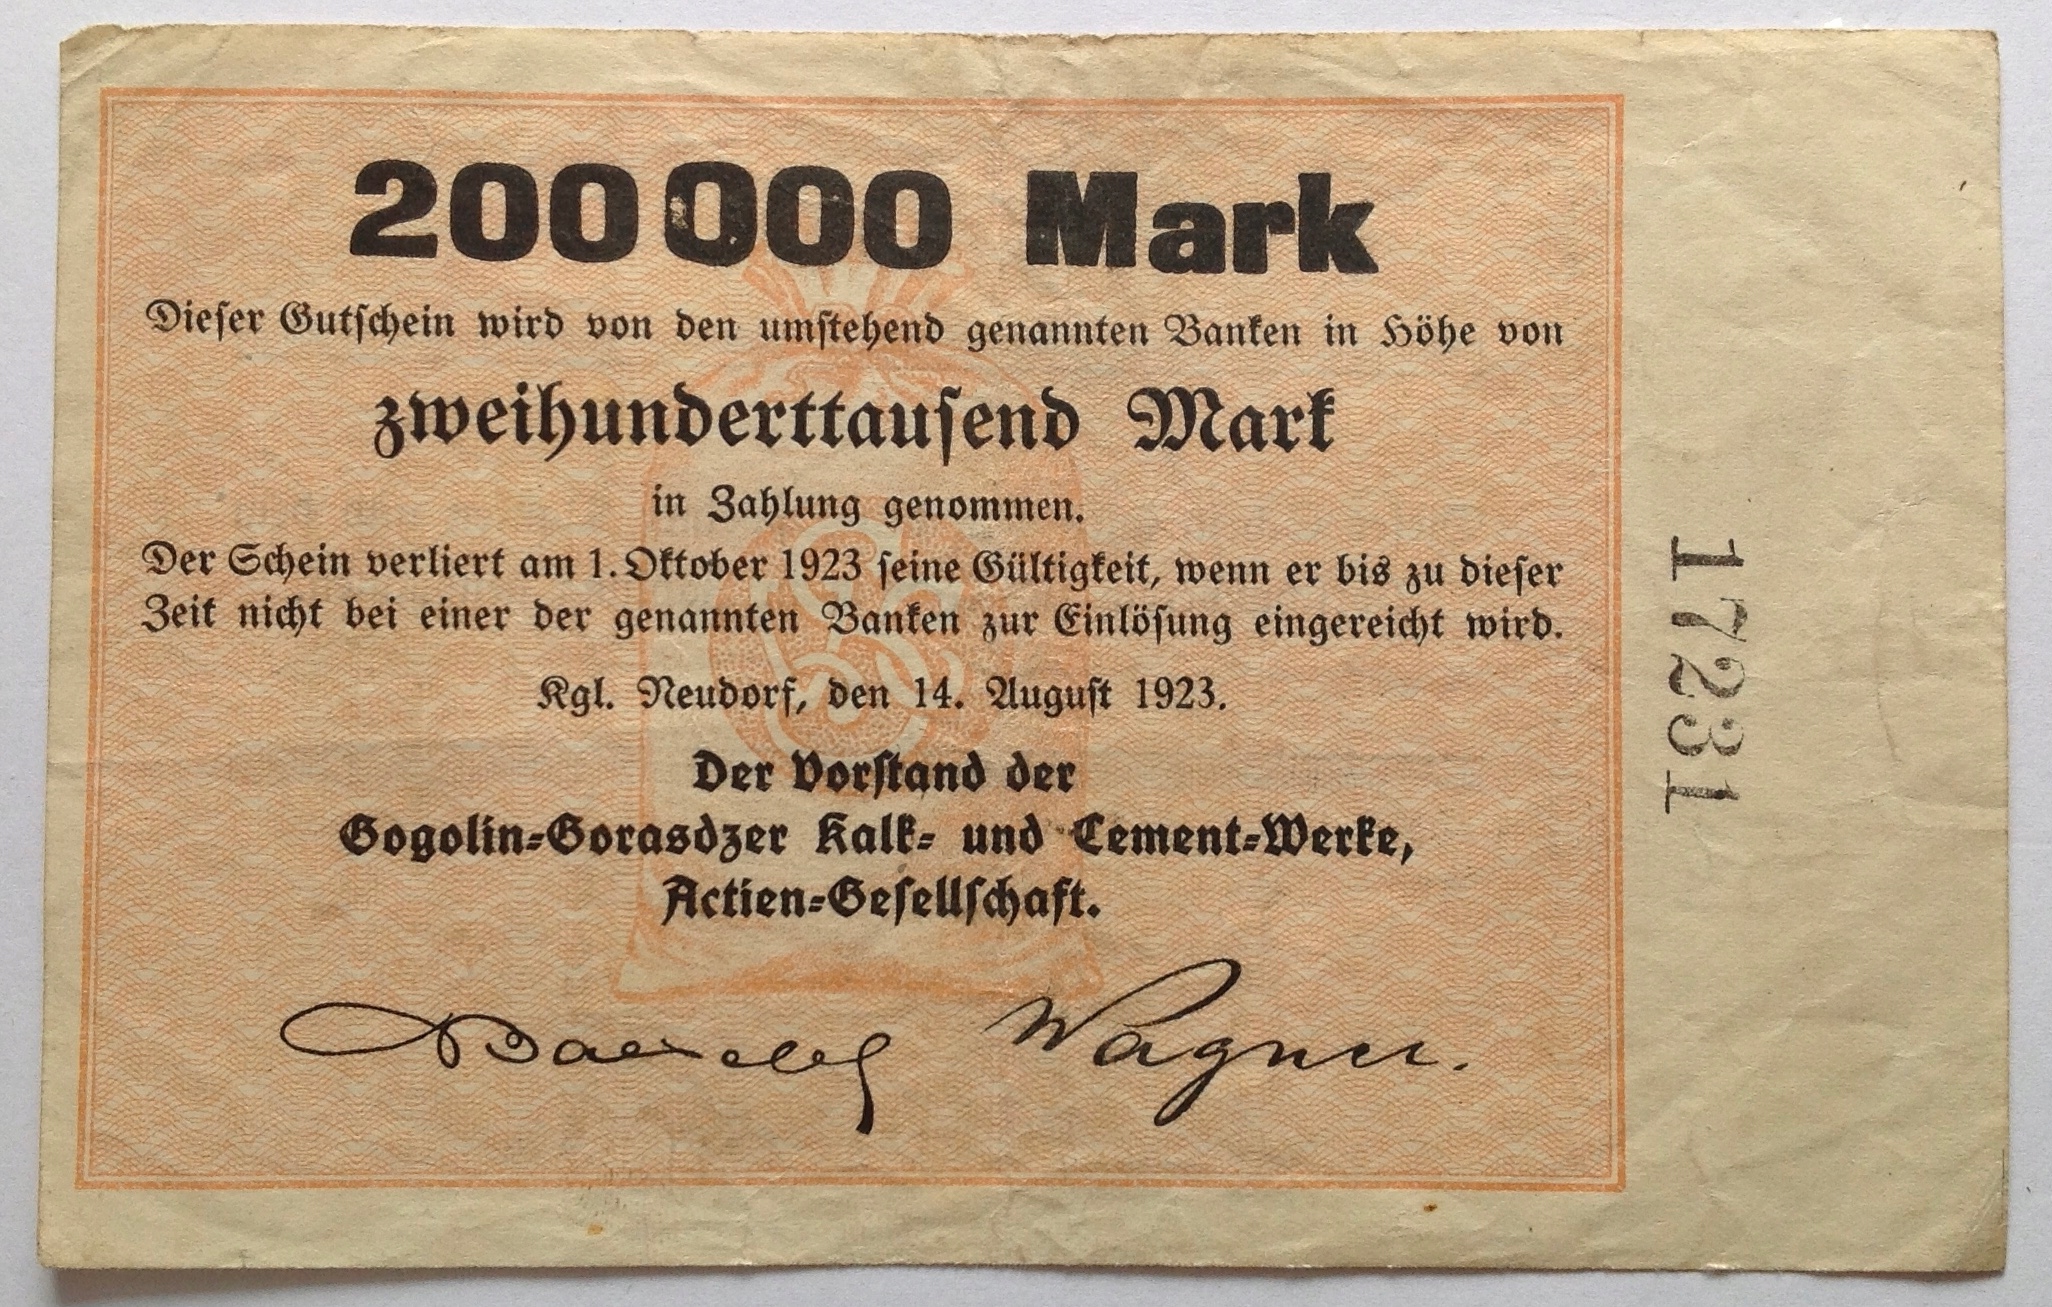 200000 Mark
Dieser Gutschein wird von den umstehend genannten Banken in Höhe von
zweihunderttausend Mark
in Zahlung genommen.
Der Schein verliert am 1. Oktober 1923 seine Gültigkeit, wenn er bis zu dieser
Zeit nicht bei einer der genannten Banken zur Einlösung eingereicht wird.
Kgl. Neudorf, den 14. August 1923.
Der Vorstand der
Gogolin-Gorasdzer Kalk- und Cement-Werke,
Actien-Gesellschaft.
Wagner.
17231